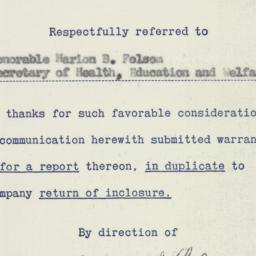 Respectfully referred to
onorable Marion B. Folsom
ecretary of Health, Education and Welfa
thanks for such favorable consideratio
communication herewith submitted warran
for a report thereon, in duplicate to
mpany return of inclosure.
By direction of